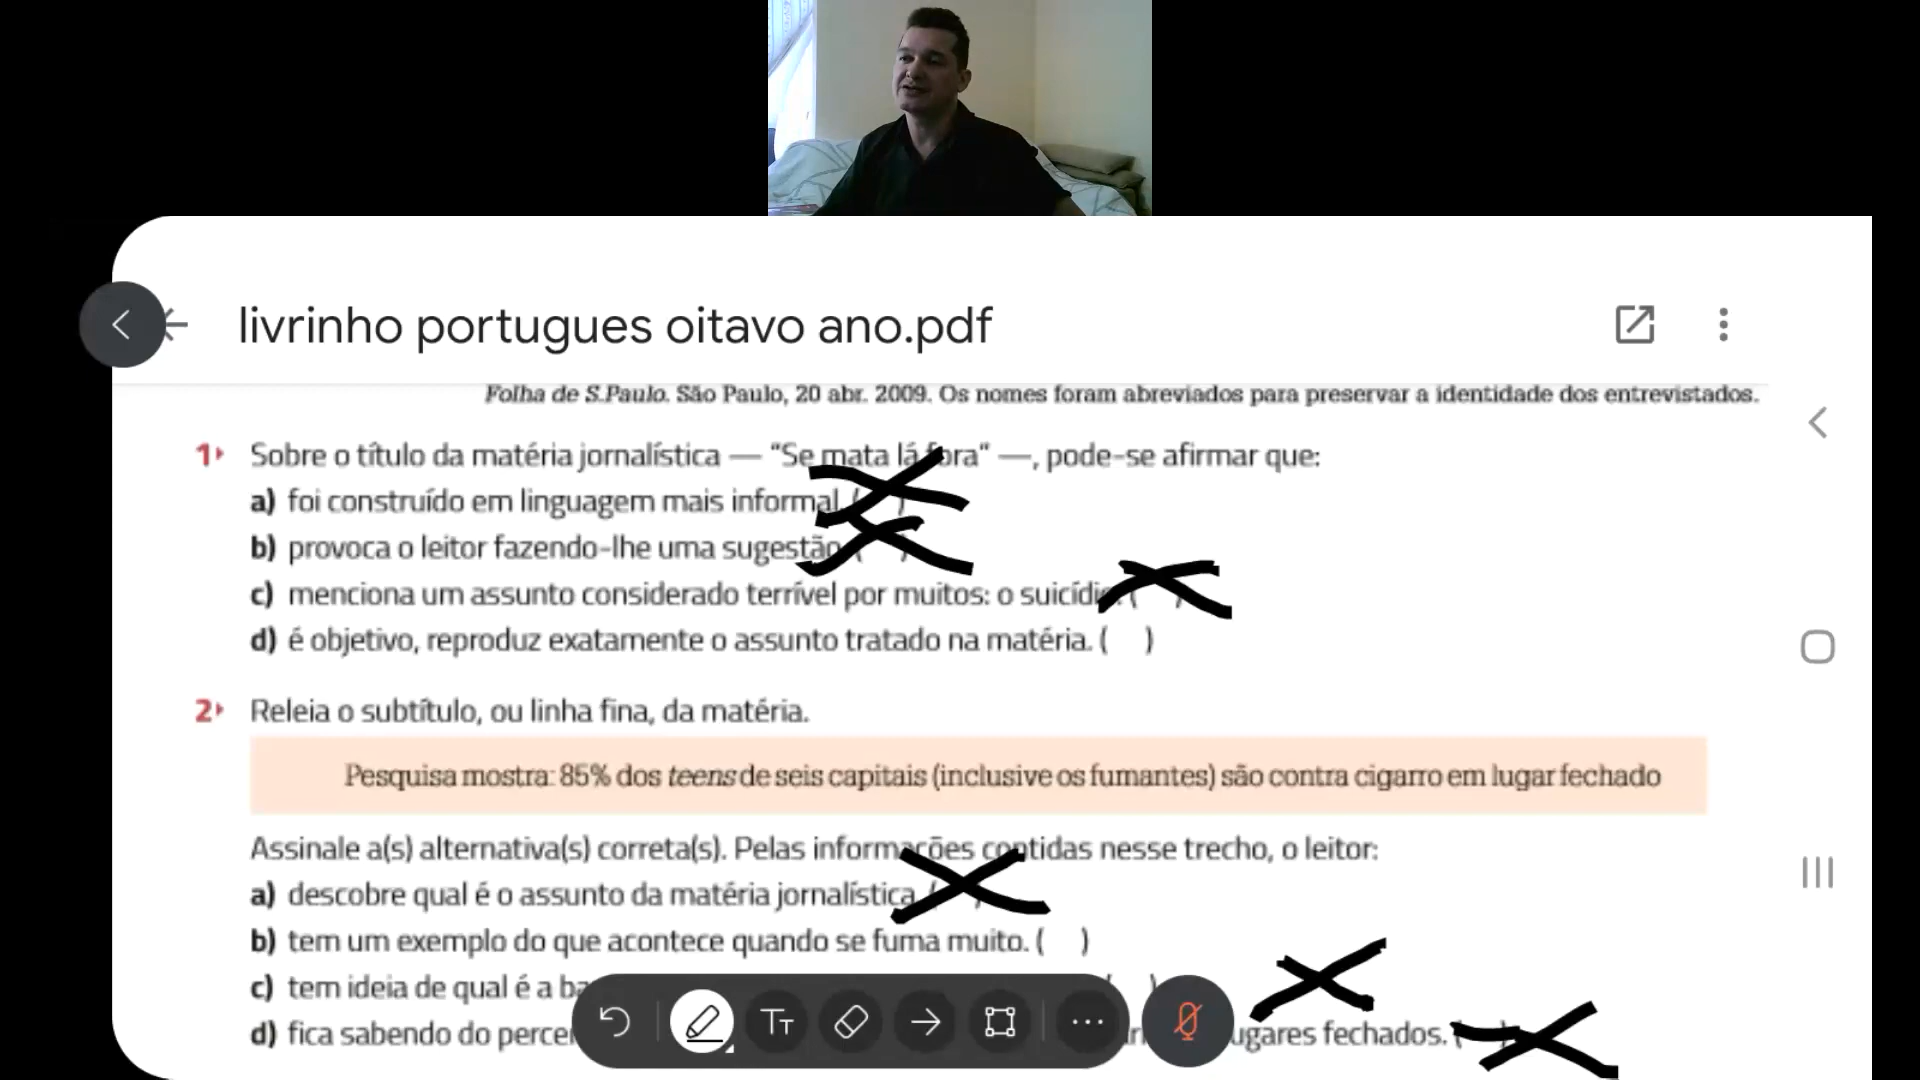 livrinho portugues oitavo ano.pdf
Folha de S.Paulo. São Paulo, 20 abr. 2009. Os nomes foram abreviados para preservar a identidade dos entrevistados.
1 Sobre o título da matéria jornalística — "Se mata lá fora" —, pode-se afirmar que:
a) foi construído em linguagem mais informal. ( )
b) provoca o leitor fazendo-lhe uma sugestão ( )
c) menciona um assunto considerado terrível por muitos: o suicídio. ( )
d) é objetivo, reproduz exatamente o assunto tratado na matéria. ( )
2 Releia o subtítulo, ou linha fina, da matéria.
Pesquisa mostra: 85% dos teens de seis capitais (inclusive os fumantes) são contra cigarro em lugar fechado
Assinale a(s) alternativa(s) correta(s). Pelas informações contidas nesse trecho, o leitor:
a) descobre qual é o assunto da matéria jornalística ( )
b) tem um exemplo do que acontece quando se fuma muito. ( )
c) tem ideia de qual é a ( )
d) fica sabendo do fechados. ( )
Tт